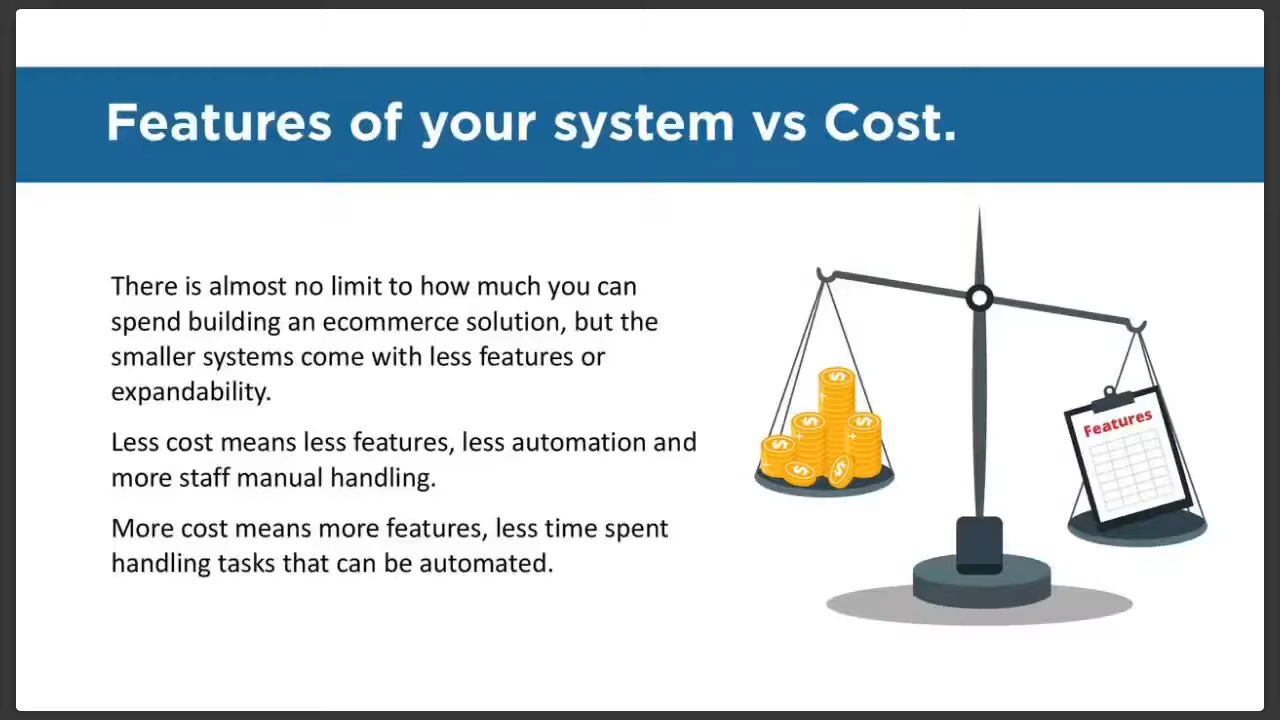 Features of your system vs Cost.
There is almost no limit to how much you can
spend building an ecommerce solution, but the
smaller systems come with less features or
expandability.
Less cost means less features, less automation and
more staff manual handling.
More cost means more features, less time spent
handling tasks that can be automated.
Features